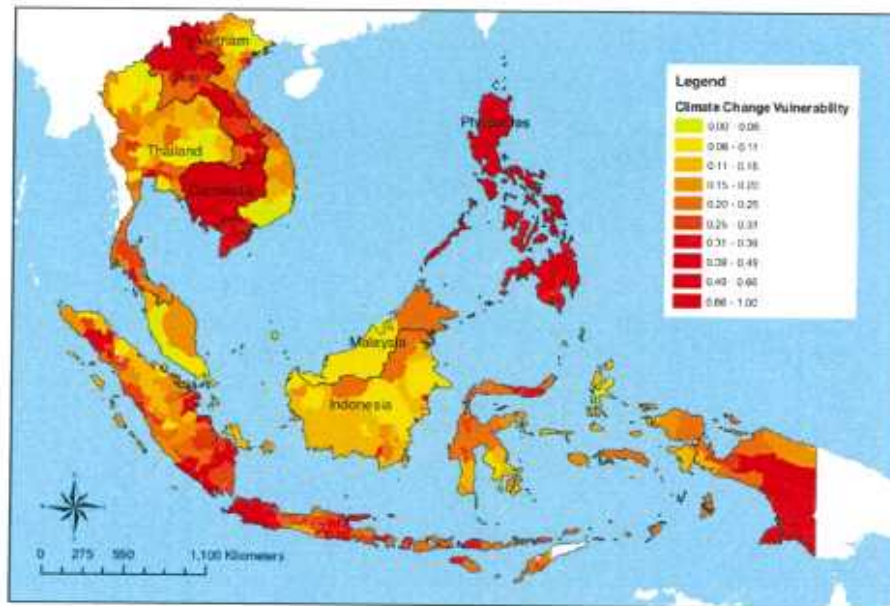 Vietnam
Thailand
Cambodia
Philippines
Malaysia
Indonesia
Legend
Climate Change Vulnerability
0.00 - 0.06
0.06 - 0.11
0.11 - 0.15
0.15 - 0.20
0.20 - 0.25
0.25 - 0.31
0.31 - 0.38
0.38 - 0.49
0.49 - 0.66
0.66 - 1.00
0 275 550 1,100 Kilometers